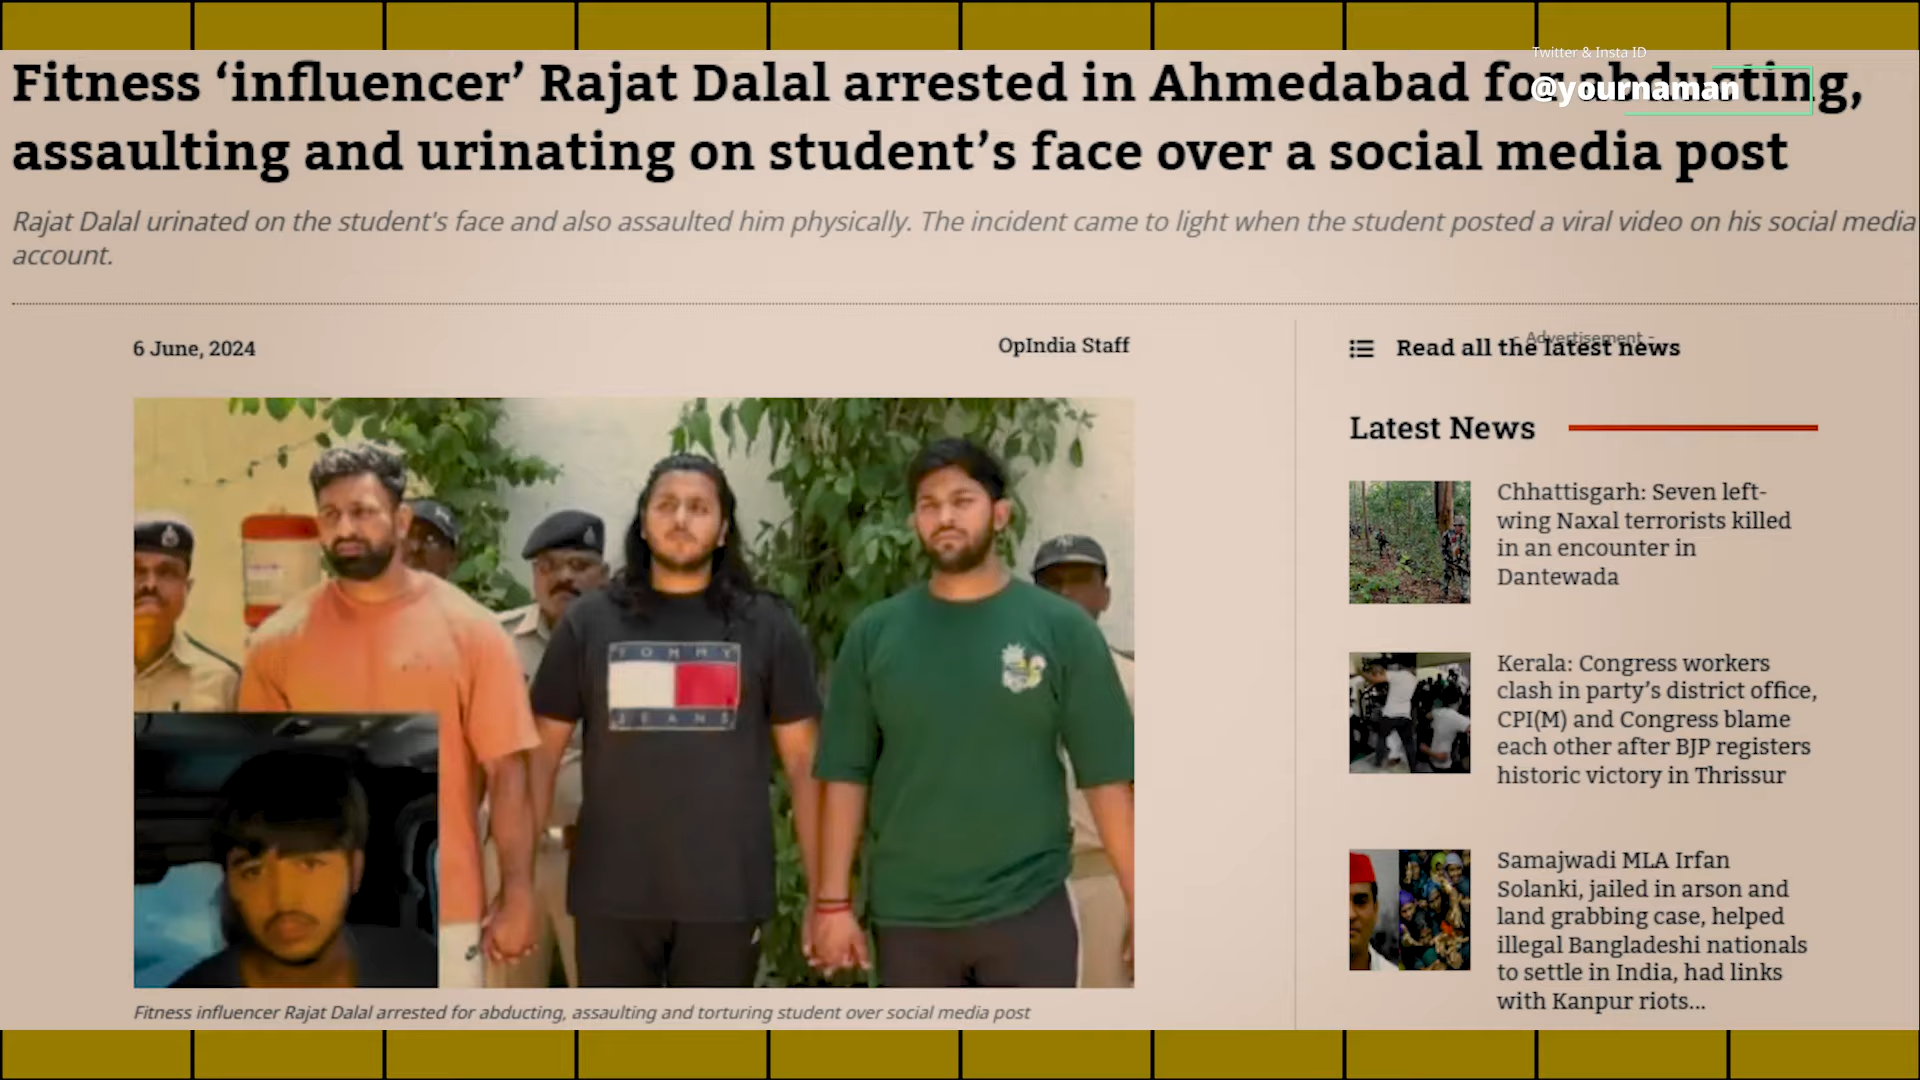 Twitter & Insta ID
@yournaman
Fitness ‘influencer’ Rajat Dalal arrested in Ahmedabad for abducting,
assaulting and urinating on student’s face over a social media post
Rajat Dalal urinated on the student's face and also assaulted him physically. The incident came to light when the student posted a viral video on his social media
account.
6 June, 2024
OpIndia Staff
- Advertisement -
Read all the latest news
Latest News
Chhattisgarh: Seven left-
wing Naxal terrorists killed
in an encounter in
Dantewada
Kerala: Congress workers
clash in party’s district office,
CPI(M) and Congress blame
each other after BJP registers
historic victory in Thrissur
Samajwadi MLA Irfan
Solanki, jailed in arson and
land grabbing case, helped
illegal Bangladeshi nationals
to settle in India, had links
with Kanpur riots...
TOMMY
JEANS
Fitness influencer Rajat Dalal arrested for abducting, assaulting and torturing student over social media post